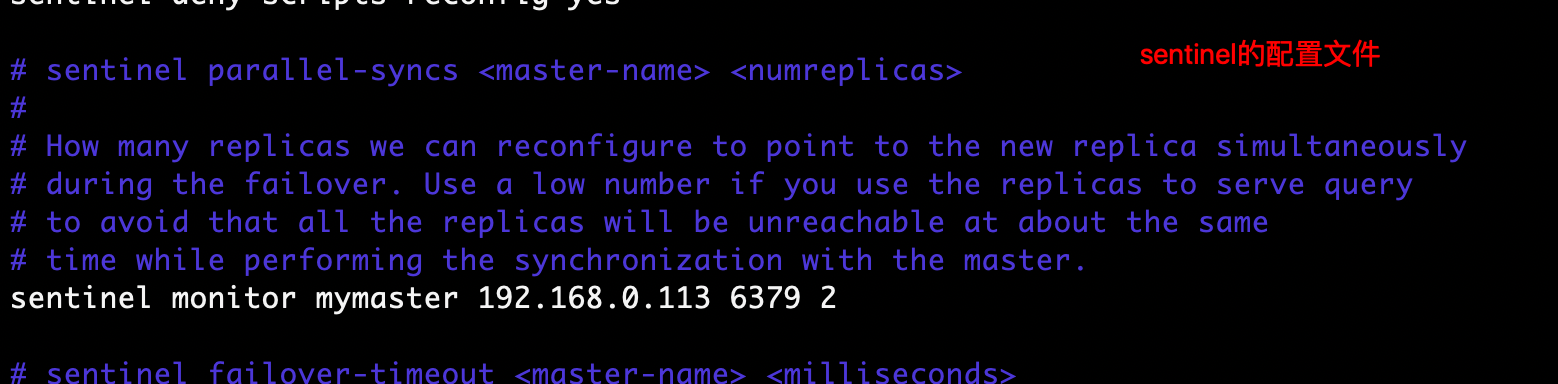 sentinel deny-scripts-reconfig yes
sentinel的配置文件
# sentinel parallel-syncs <master-name> <numreplicas>
#
# How many replicas we can reconfigure to point to the new replica simultaneously
# during the failover. Use a low number if you use the replicas to serve query
# to avoid that all the replicas will be unreachable at about the same
# time while performing the synchronization with the master.
sentinel monitor mymaster 192.168.0.113 6379 2
# sentinel failover-timeout <master-name> <milliseconds>